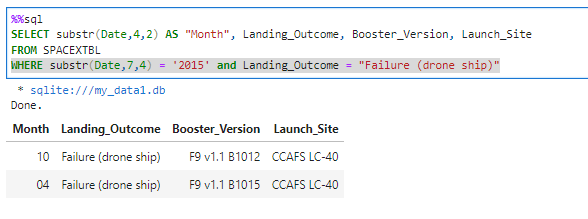 %%sql
SELECT substr(Date,4,2) AS "Month", Landing_Outcome, Booster_Version, Launch_Site
FROM SPACEXTBL
WHERE substr(Date,7,4) = '2015' and Landing_Outcome = "Failure (drone ship)"
* sqlite:///my_data1.db
Done.
Month Landing_Outcome Booster_Version Launch_Site
10 Failure (drone ship) F9 v1.1 B1012 CCAFS LC-40
04 Failure (drone ship) F9 v1.1 B1015 CCAFS LC-40